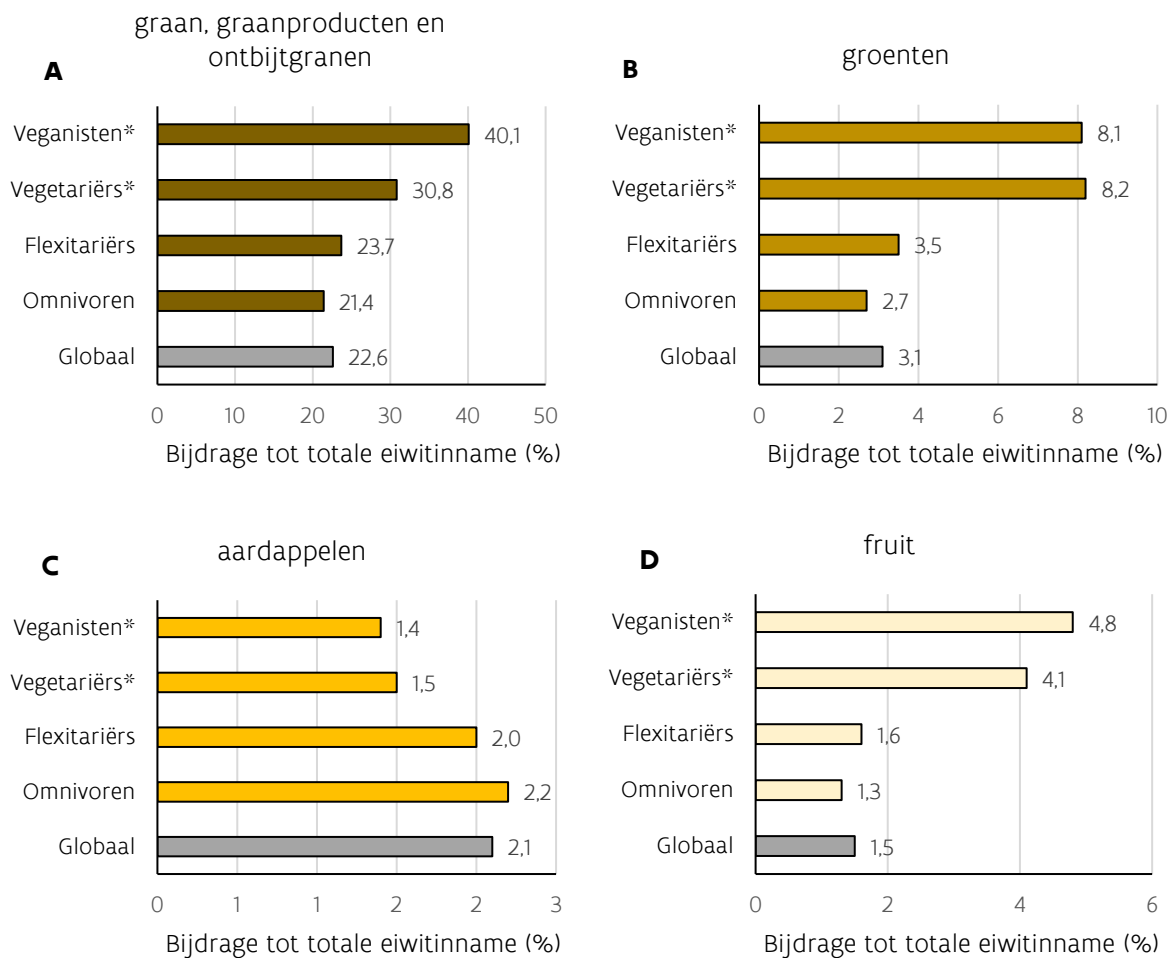 graan, graanproducten en
ontbijtgranen
A
Veganisten* 40,1
Vegetariërs* 30,8
Flexitariërs 23,7
Omnivoren 21,4
Globaal 22,6
0 10 20 30 40 50
Bijdrage tot totale eiwitinname (%)
B
groenten
Veganisten* 8,1
Vegetariërs* 8,2
Flexitariërs 3,5
Omnivoren 2,7
Globaal 3,1
0 2 4 6 8 10
Bijdrage tot totale eiwitinname (%)
C
aardappelen
Veganisten* 1,4
Vegetariërs* 1,5
Flexitariërs 2,0
Omnivoren 2,2
Globaal 2,1
0 1 1 2 2 3
Bijdrage tot totale eiwitinname (%)
D
fruit
Veganisten* 4,8
Vegetariërs* 4,1
Flexitariërs 1,6
Omnivoren 1,3
Globaal 1,5
0 2 4 6
Bijdrage tot totale eiwitinname (%)